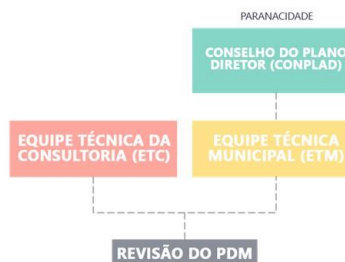 PARANACIDADE
CONSELHO DO PLANO
DIRETOR (CONPLAD)
EQUIPE TÉCNICA DA
CONSULTORIA (ETC)
EQUIPE TÉCNICA
MUNICIPAL (ETM)
REVISÃO DO PDM